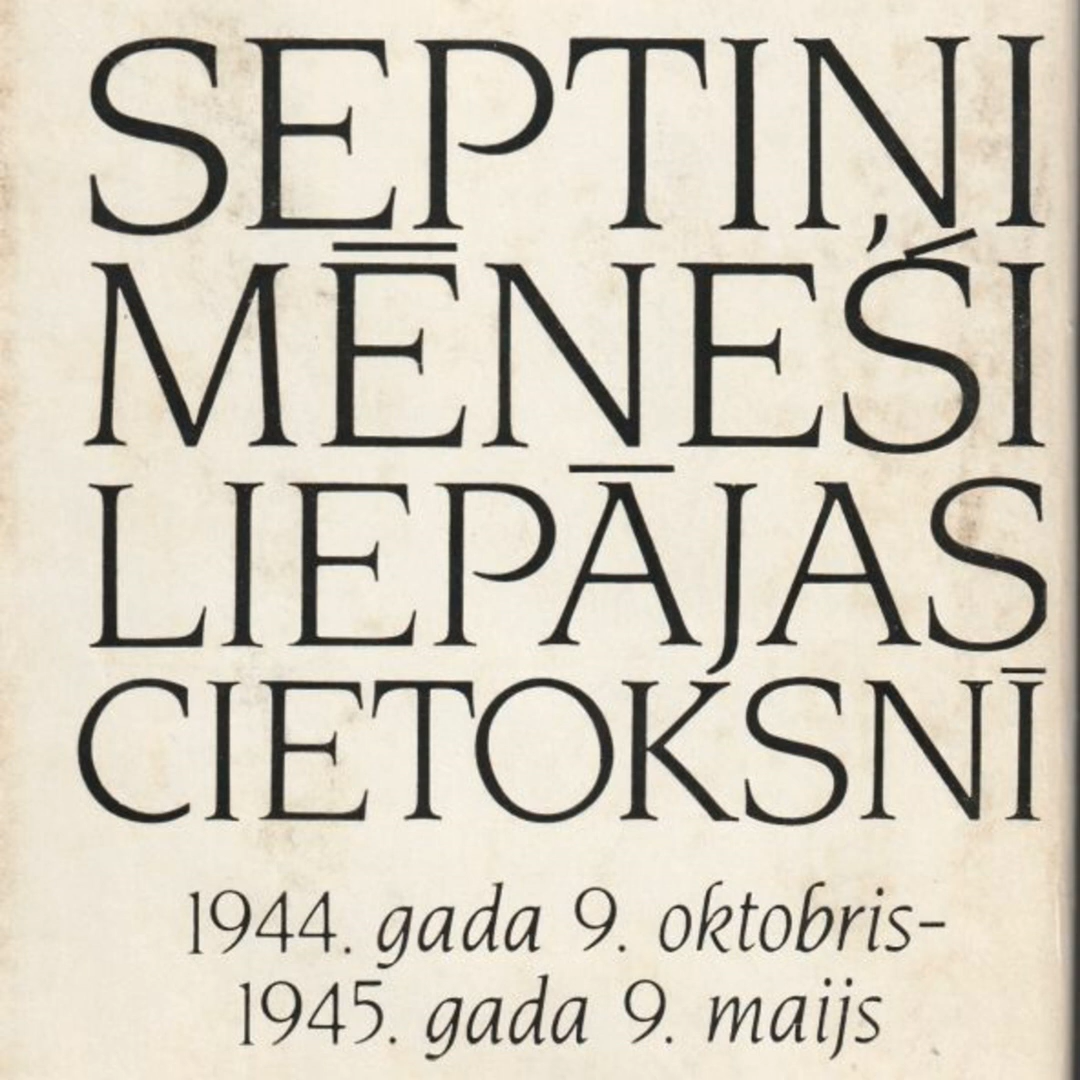 SEPTIŅI
MĒNEŠI
LIEPĀJAS
CIETOKSNĪ
1944. gada 9. oktobris-
1945. gada 9. maijs